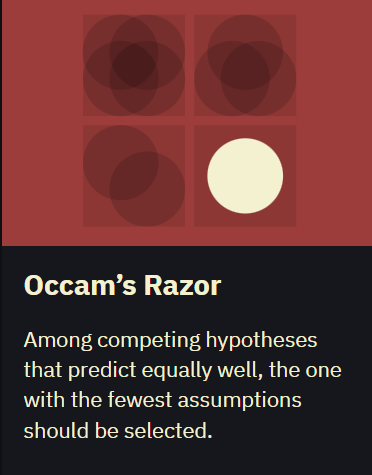 Occam’s Razor
Among competing hypotheses
that predict equally well, the one
with the fewest assumptions
should be selected.